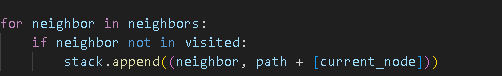 for neighbor in neighbors:
    if neighbor not in visited:
        stack.append((neighbor, path + [current_node]))